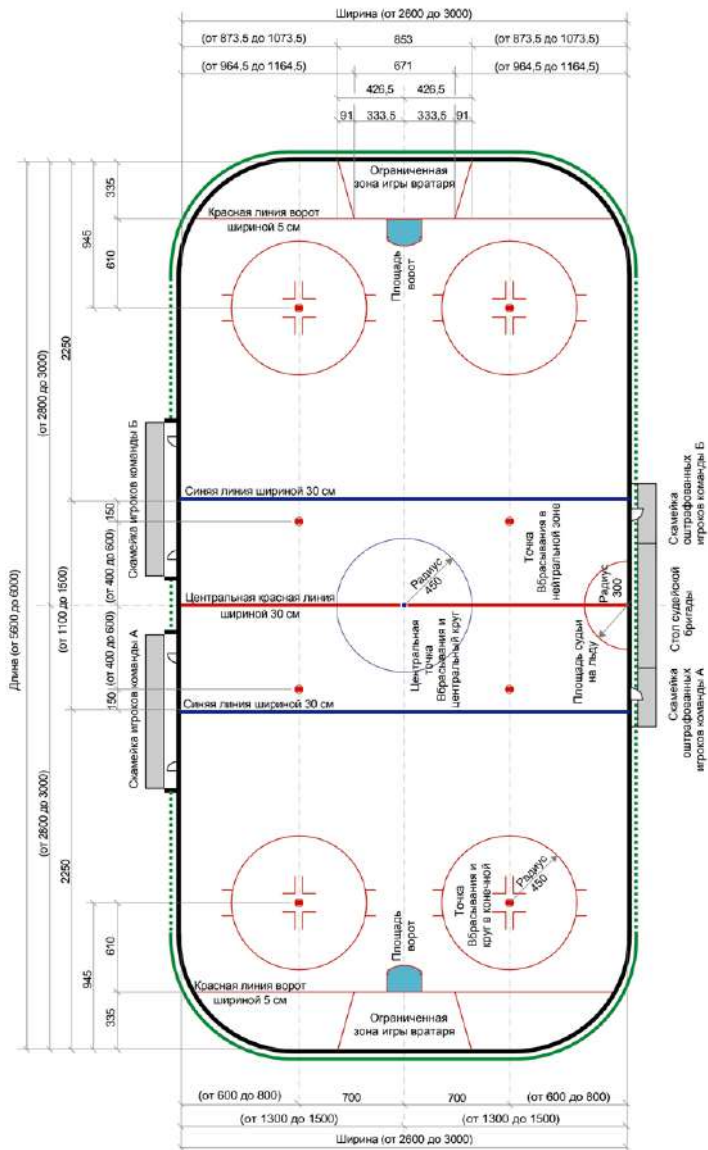 Ширина (от 2600 до 3000)
(от 873,5 до 1073,5)
853
(от 873,5 до 1073,5)
(от 964,5 до 1164,5)
671
(от 964,5 до 1164,5)
426,5
426,5
91
333,5
333,5
91
Ограниченная
зона игры вратаря
Красная линия ворот
шириной 5 см
Площадь
ворот
335
610
945
2250
(от 2800 до 3000)
Длина (от 5600 до 6000)
Скамейка игроков команды Б
Синяя линия шириной 30 см
150
(от 400 до 600)
(от 1100 до 1500)
Точка
Вбрасывания в
нейтральной зоне
Радиус
450
Скамейка
оштрафованных
игроков команды Б
Центральная красная линия
шириной 30 см
Радиус
300
Стол судейской
бригады
Центральная
точка
Вбрасывания и
центральный круг
Площадь судьи
на льду
(от 400 до 600)
150
Скамейка игроков команды А
Синяя линия шириной 30 см
Скамейка
оштрафованных
игроков команды А
(от 2800 до 3000)
2250
Точка
Вбрасывания и
круг в конечной
Радиус
450
Площадь
ворот
610
945
335
Красная линия ворот
шириной 5 см
Ограниченная
зона игры вратаря
(от 600 до 800)
700
700
(от 600 до 800)
(от 1300 до 1500)
(от 1300 до 1500)
Ширина (от 2600 до 3000)